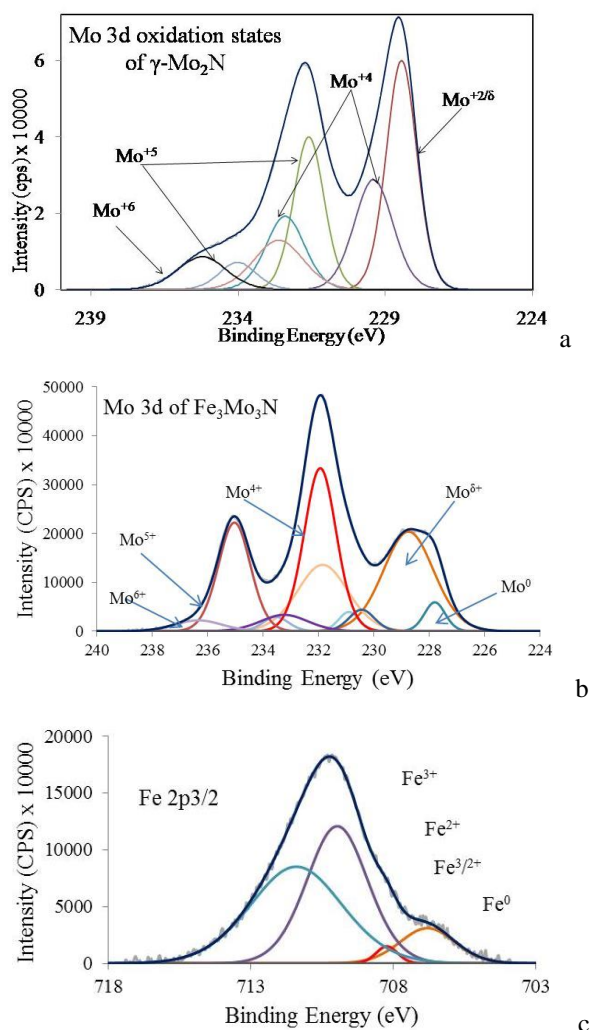 Mo 3d oxidation states
of γ-Mo₂N
Mo⁺⁴
Mo⁺²/ᵟ
Mo⁺⁵
Mo⁺⁶
Intensity (cps) x 10000
6
4
2
0
239 234 229 224
Binding Energy (eV)
a
Mo 3d of Fe₃Mo₃N
Mo⁴⁺
Moᵟ⁺
Mo⁵⁺
Mo⁶⁺
Mo⁰
Intensity (CPS) x 10000
50000
40000
30000
20000
10000
0
240 238 236 234 232 230 228 226 224
Binding Energy (eV)
b
Fe 2p3/2
Fe³⁺
Fe²⁺
Fe³/²⁺
Fe⁰
Intensity (CPS) x 10000
20000
15000
10000
5000
0
718 713 708 703
Binding Energy (eV)
c